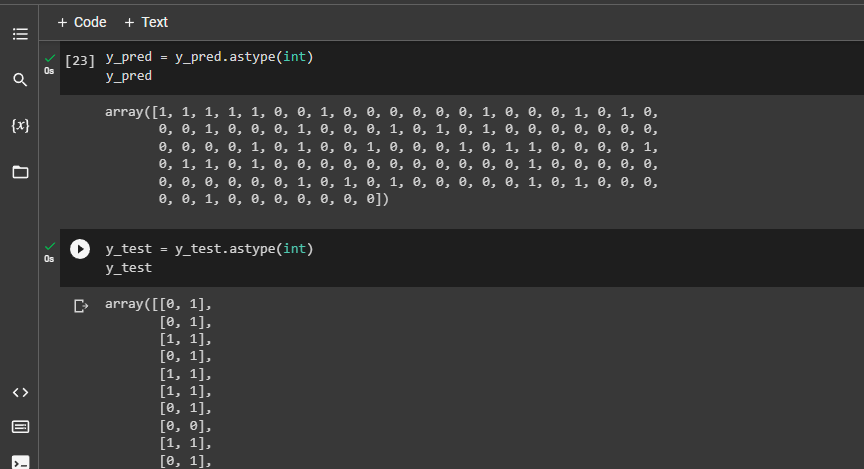 + Code + Text
[23] y_pred = y_pred.astype(int)
0s
y_pred
array([1, 1, 1, 1, 1, 0, 0, 1, 0, 0, 0, 0, 0, 0, 1, 0, 0, 0, 1, 0, 1, 0,
0, 0, 1, 0, 0, 0, 1, 0, 0, 0, 1, 0, 1, 0, 1, 0, 0, 0, 0, 0, 0, 0,
0, 0, 0, 0, 1, 0, 1, 0, 0, 1, 0, 0, 0, 1, 0, 1, 1, 0, 0, 0, 0, 1,
0, 1, 1, 0, 1, 0, 0, 0, 0, 0, 0, 0, 0, 0, 0, 0, 1, 0, 0, 0, 0, 0,
0, 0, 0, 0, 0, 0, 1, 0, 1, 0, 1, 0, 0, 0, 0, 0, 1, 0, 1, 0, 0, 0,
0, 0, 1, 0, 0, 0, 0, 0, 0, 0])
y_test = y_test.astype(int)
0s
y_test
array([[0, 1],
[0, 1],
[1, 1],
[0, 1],
[1, 1],
[1, 1],
[0, 1],
[0, 0],
[1, 1],
[0, 1],
{x}